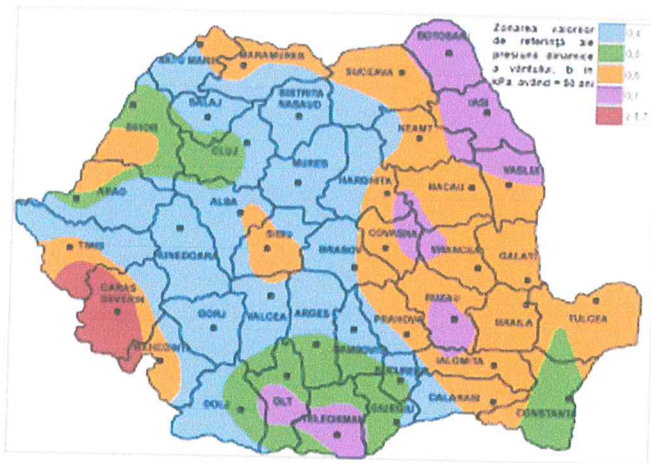 Zonarea valorilor
de referință ale
presiunii dinamice
a vântului, b în
kPa, având = 50 ani
0,4
0,5
0,6
0,7
≥ 0,7
BOTOSANI
SATU MARE
MARAMURES
SUCEAVA
IASI
SALAJ
BISTRITA
NASAUD
BIHOR
CLUJ
NEAMT
VASLUI
MURES
HARGHITA
BACAU
ARAD
ALBA
TIMIS
SIBIU
COVASNA
VRANCEA
GALATI
HUNEDOARA
BRASOV
CARAS
SEVERIN
BUZAU
GORJ
VALCEA
ARGES
PRAHOVA
BRAILA
TULCEA
MEHEDINTI
DAMBOVITA
IALOMITA
BUCURESTI
DOLJ
OLT
CALARASI
GIURGIU
TELEORMAN
CONSTANTA